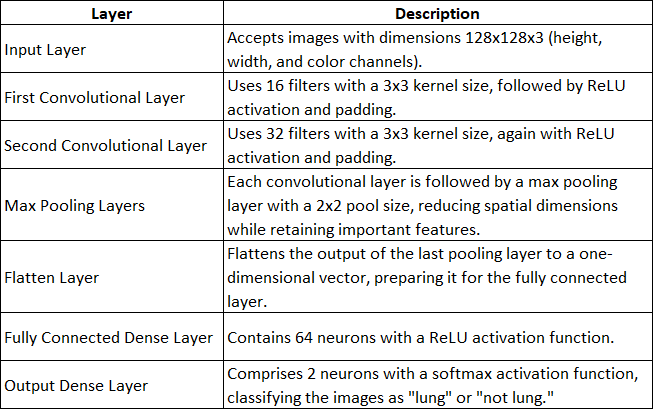 Layer Description
Input Layer
Accepts images with dimensions 128x128x3 (height,
width, and color channels).
First Convolutional Layer
Uses 16 filters with a 3x3 kernel size, followed by ReLU
activation and padding.
Second Convolutional Layer
Uses 32 filters with a 3x3 kernel size, again with ReLU
activation and padding.
Max Pooling Layers
Each convolutional layer is followed by a max pooling
layer with a 2x2 pool size, reducing spatial dimensions
while retaining important features.
Flatten Layer
Flattens the output of the last pooling layer to a one-
dimensional vector, preparing it for the fully connected
layer.
Fully Connected Dense Layer
Contains 64 neurons with a ReLU activation function.
Output Dense Layer
Comprises 2 neurons with a softmax activation function,
classifying the images as "lung" or "not lung."